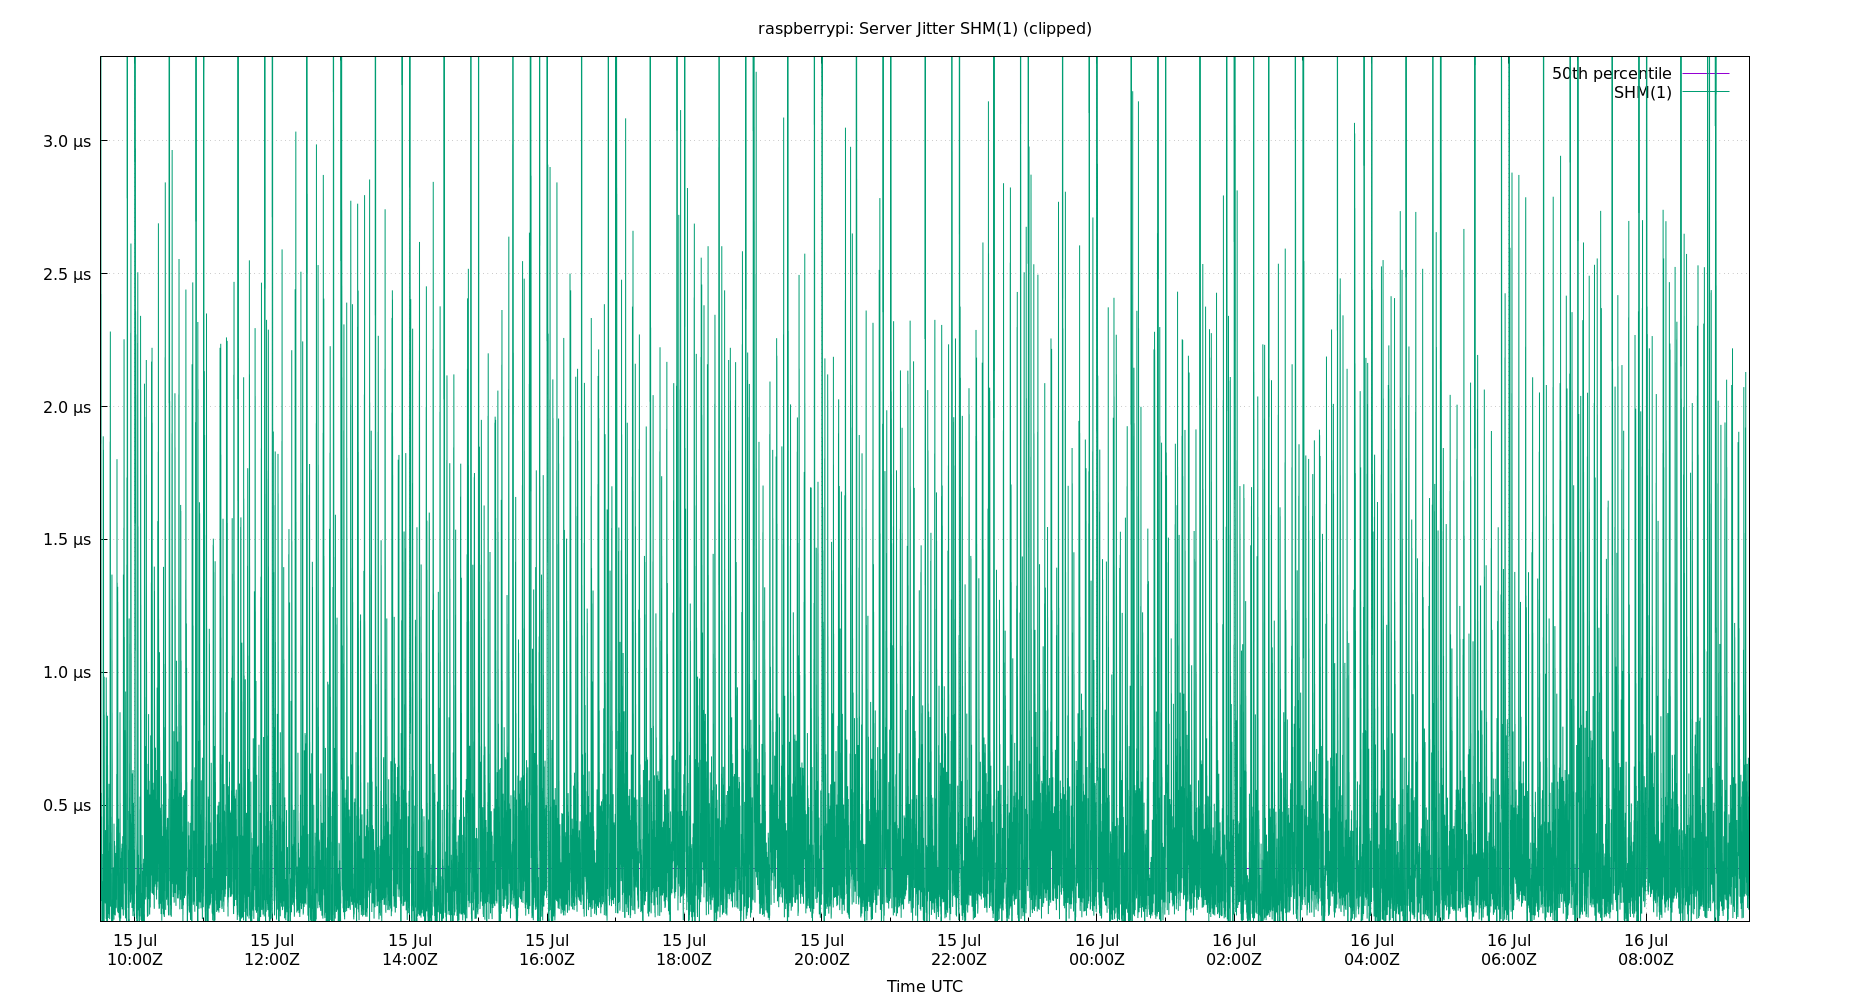 raspberrypi: Server Jitter SHM(1) (clipped)
50th percentile
SHM(1)
3.0 µs
2.5 µs
2.0 µs
1.5 µs
1.0 µs
0.5 µs
15 Jul 15 Jul 15 Jul 15 Jul 15 Jul 15 Jul 15 Jul 16 Jul 16 Jul 16 Jul 16 Jul 16 Jul
10:00Z 12:00Z 14:00Z 16:00Z 18:00Z 20:00Z 22:00Z 00:00Z 02:00Z 04:00Z 06:00Z 08:00Z
Time UTC